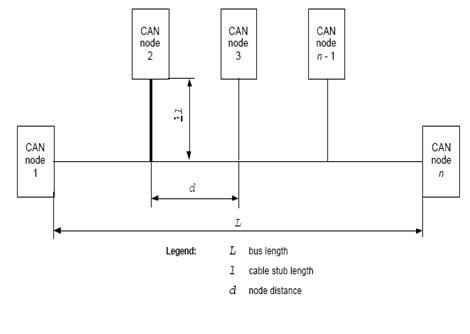 CAN
node
2
CAN
node
3
CAN
node
n - 1
CAN
node
1
CAN
node
n
l
d
L
Legend:
L bus length
l cable stub length
d node distance